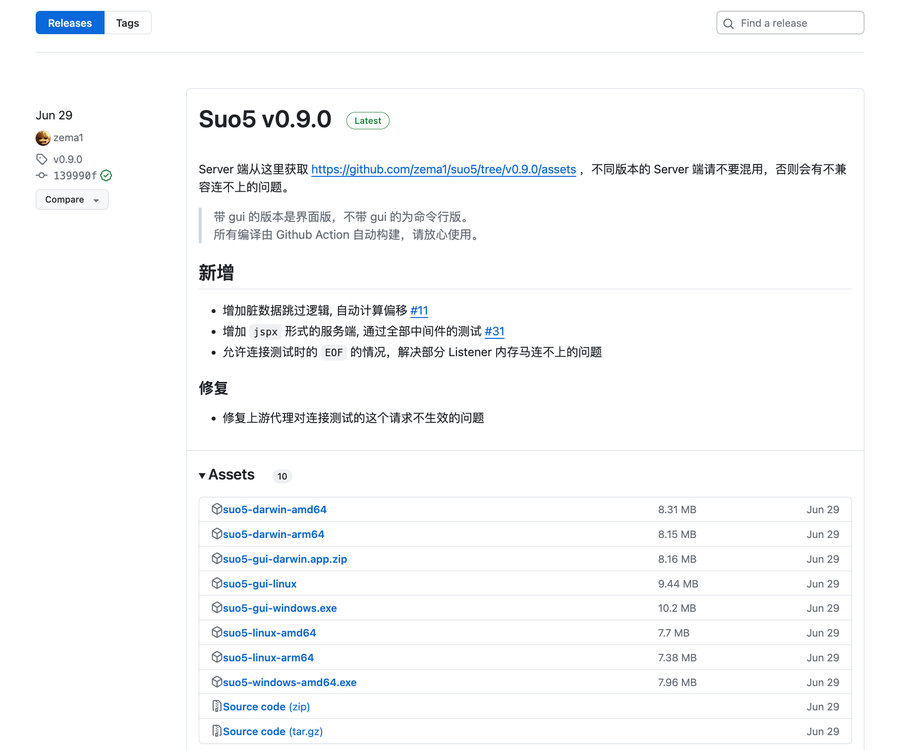 Releases
Tags
Find a release
Jun 29
zema1
v0.9.0
139990f
Compare
Suo5 v0.9.0
Latest
Server 端从这里获取 https://github.com/zema1/suo5/tree/v0.9.0/assets ，不同版本的 Server 端请不要混用，否则会有不兼
容连不上的问题。
带 gui 的版本是界面版，不带 gui 的为命令行版。
所有编译由 Github Action 自动构建，请放心使用。
新增
• 增加脏数据跳过逻辑, 自动计算偏移 #11
• 增加 jspx 形式的服务端, 通过全部中间件的测试 #31
• 允许连接测试时的 EOF 的情况，解决部分 Listener 内存马连不上的问题
修复
• 修复上游代理对连接测试的这个请求不生效的问题
Assets 10
suo5-darwin-amd64 8.31 MB Jun 29
suo5-darwin-arm64 8.15 MB Jun 29
suo5-gui-darwin.app.zip 8.16 MB Jun 29
suo5-gui-linux 9.44 MB Jun 29
suo5-gui-windows.exe 10.2 MB Jun 29
suo5-linux-amd64 7.7 MB Jun 29
suo5-linux-arm64 7.38 MB Jun 29
suo5-windows-amd64.exe 7.96 MB Jun 29
Source code (zip) Jun 29
Source code (tar.gz) Jun 29